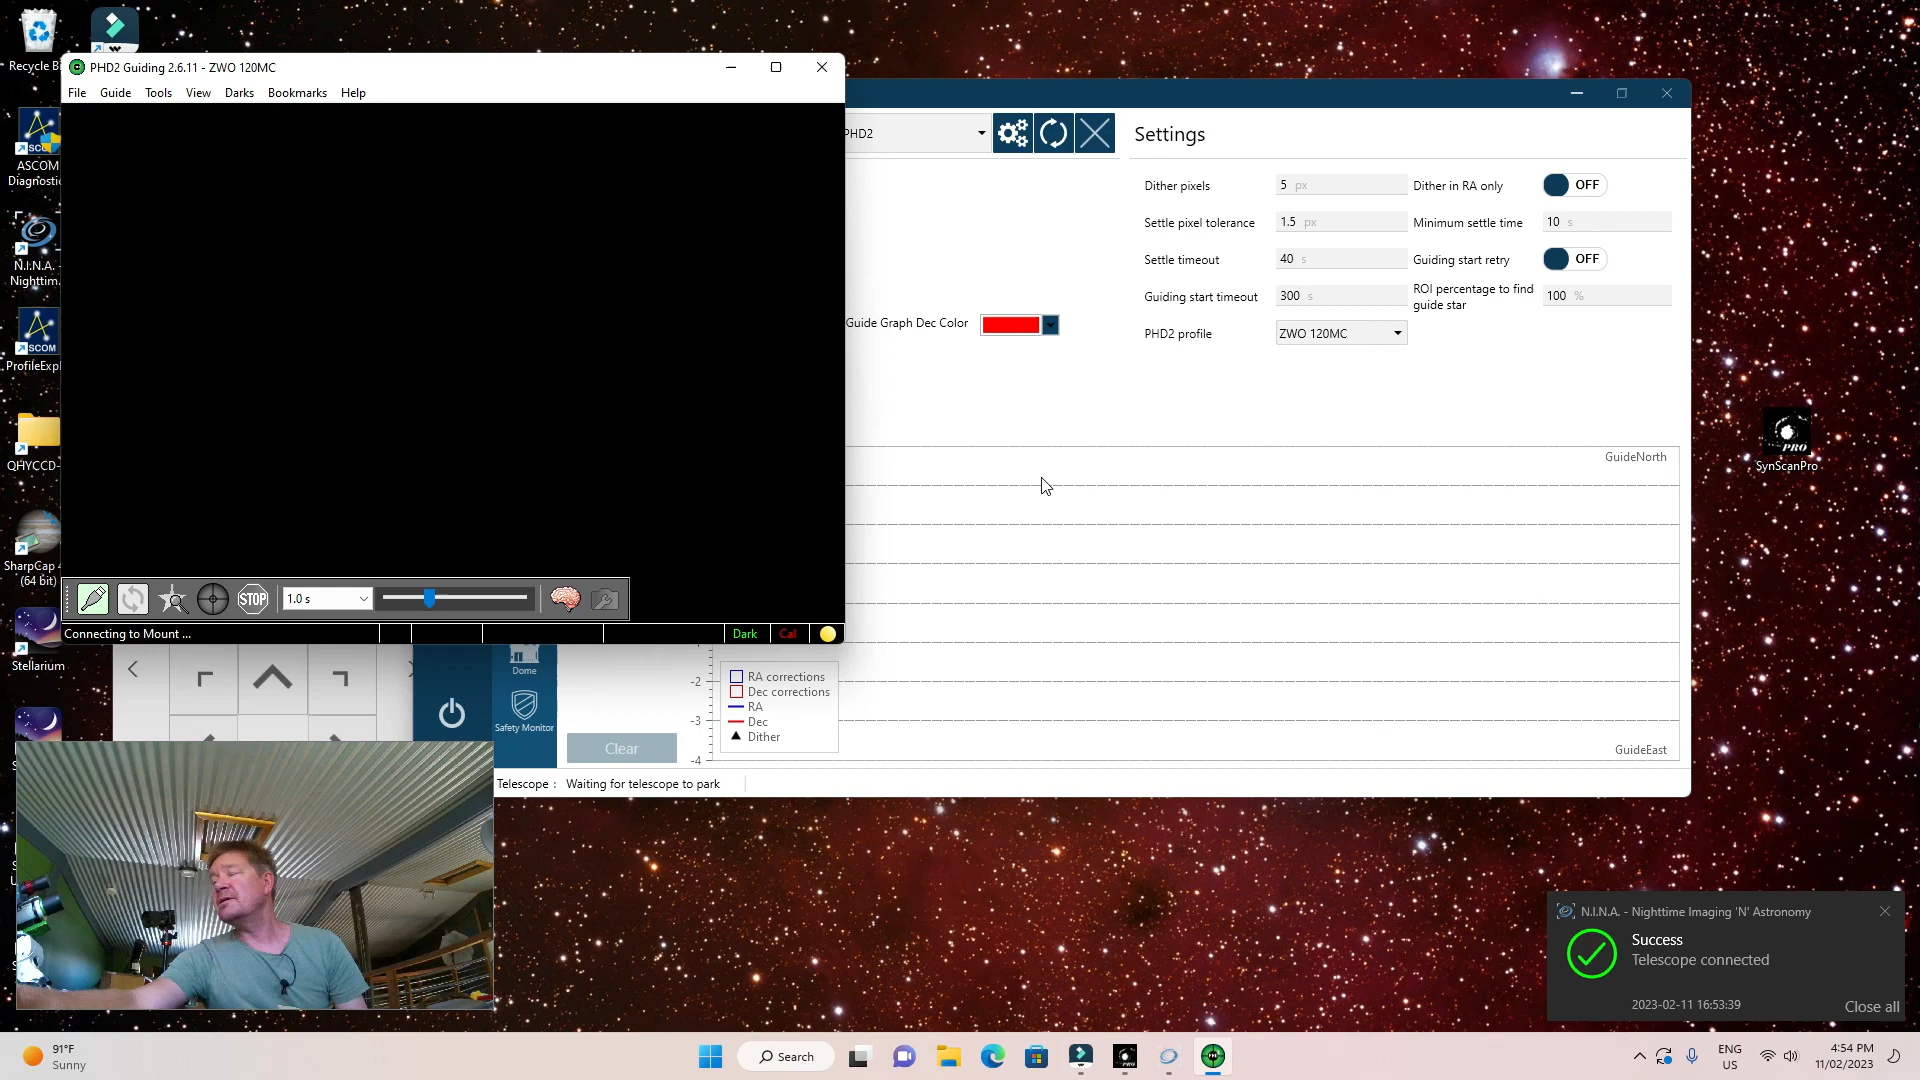 Recycle Bi
ASCOM
Diagnostic
N.I.N.A. -
Nighttim.
ProfileExpl
QHYCCD-
SharpCap 4
(64 bit)
Stellarium
PHD2 Guiding 2.6.11 - ZWO 120MC
File Guide Tools View Darks Bookmarks Help
STOP 1.0 s
Connecting to Mount ... Dark Cal
PHD2
Guide Graph Dec Color
Settings
Dither pixels 5 px Dither in RA only OFF
Settle pixel tolerance 1.5 px Minimum settle time 10 s
Settle timeout 40 s Guiding start retry OFF
Guiding start timeout 300 s ROI percentage to find guide star 100 %
PHD2 profile ZWO 120MC
GuideNorth
-2
-3
-4
RA corrections
Dec corrections
RA
Dec
Dither
GuideEast
Dome
Safety Monitor
Clear
Telescope : Waiting for telescope to park
PRO
SynScanPro
N.I.N.A. - Nighttime Imaging 'N' Astronomy
Success
Telescope connected
2023-02-11 16:53:39
Close all
91°F
Sunny
Search
ENG
US
4:54 PM
11/02/2023